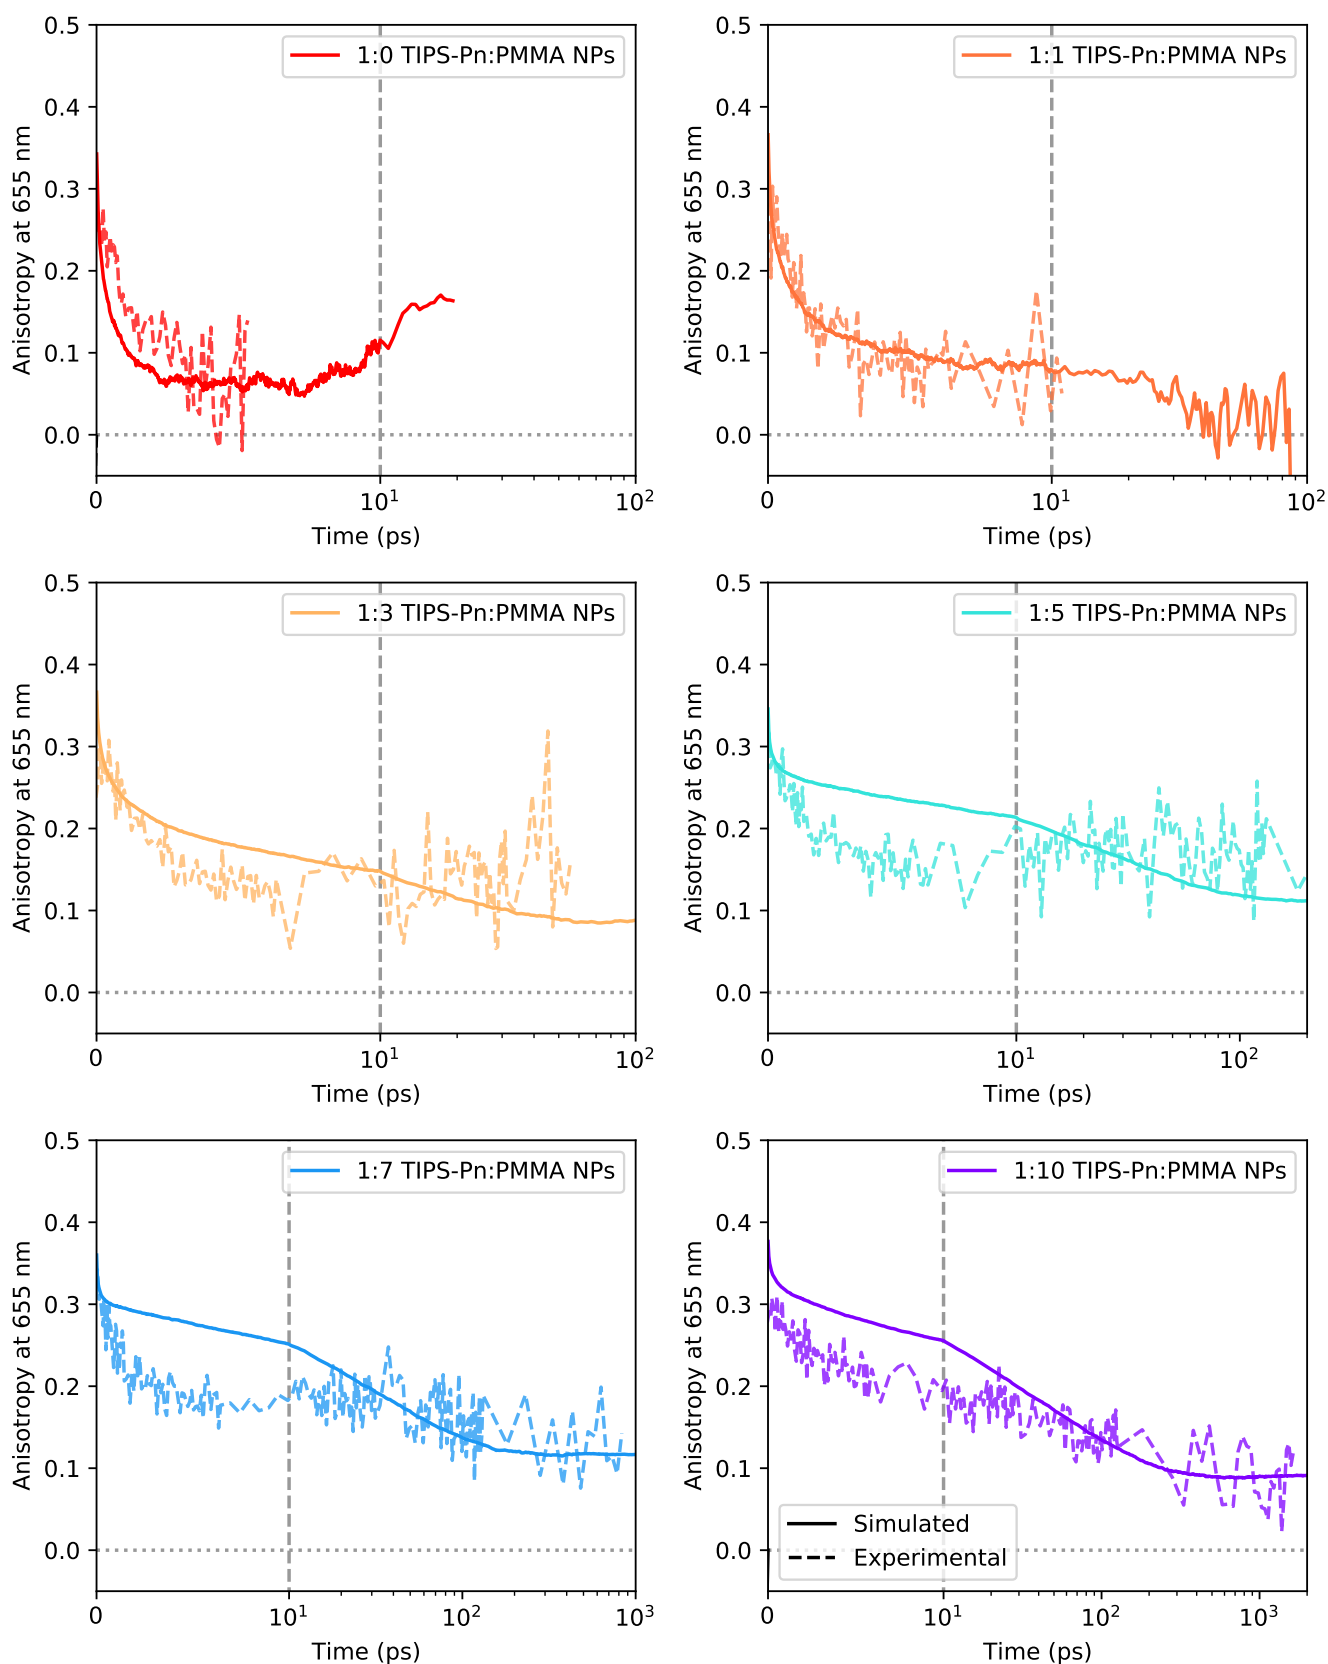 1:0 TIPS-Pn:PMMA NPs
0.5
0.4
0.3
0.2
0.1
0.0
Anisotropy at 655 nm
0
10¹
10²
Time (ps)
1:1 TIPS-Pn:PMMA NPs
0.5
0.4
0.3
0.2
0.1
0.0
Anisotropy at 655 nm
0
10¹
10²
Time (ps)
1:3 TIPS-Pn:PMMA NPs
0.5
0.4
0.3
0.2
0.1
0.0
Anisotropy at 655 nm
0
10¹
10²
Time (ps)
1:5 TIPS-Pn:PMMA NPs
0.5
0.4
0.3
0.2
0.1
0.0
Anisotropy at 655 nm
0
10¹
10²
Time (ps)
1:7 TIPS-Pn:PMMA NPs
0.5
0.4
0.3
0.2
0.1
0.0
Anisotropy at 655 nm
0
10¹
10²
10³
Time (ps)
1:10 TIPS-Pn:PMMA NPs
0.5
0.4
0.3
0.2
0.1
0.0
Anisotropy at 655 nm
Simulated
Experimental
0
10¹
10²
10³
Time (ps)